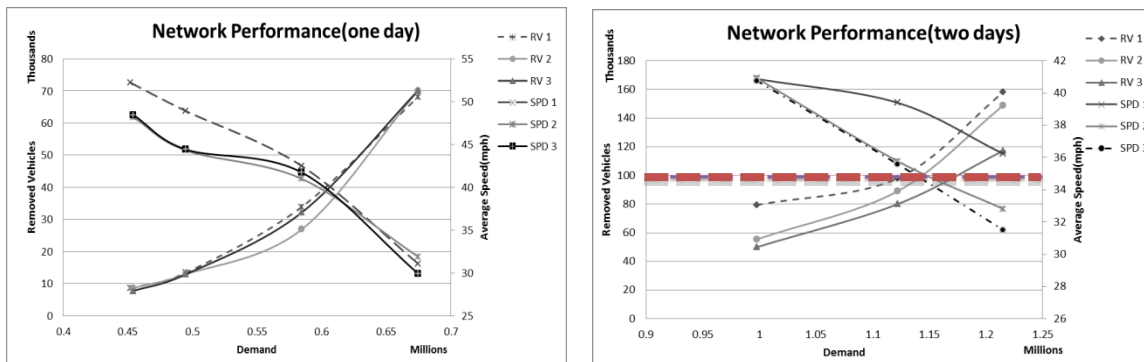 Network Performance(one day)
Thousands
Removed Vehicles
80
70
60
50
40
30
20
10
0
0.4
0.45
0.5
0.55
0.6
0.65
0.7
Demand
Millions
55
50
45
40
35
30
25
Average Speed(mph)
RV 1
RV 2
RV 3
SPD 1
SPD 2
SPD 3
Network Performance(two days)
Thousands
Removed Vehicles
180
160
140
120
100
80
60
40
20
0
0.9
0.95
1
1.05
1.1
1.15
1.2
1.25
Demand
Millions
42
40
38
36
34
32
30
28
26
Average Speed(mph)
RV 1
RV 2
RV 3
SPD 1
SPD 2
SPD 3